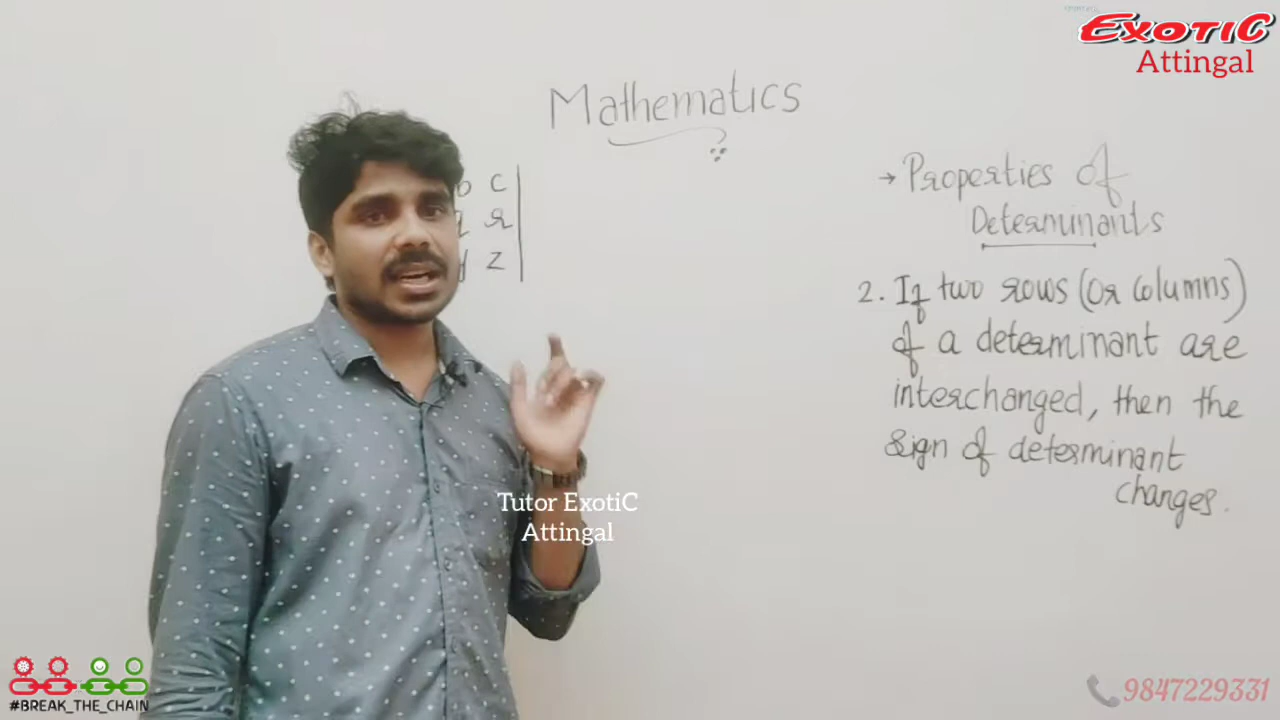 EXOTIC
Attingal
Mathematics
b c
q r
y z
→ Properties of
Determinants
2. If two rows (or columns)
of a determinant are
interchanged, then the
sign of determinant
changes.
Tutor ExotiC
Attingal
#BREAK_THE_CHAIN
9847229331